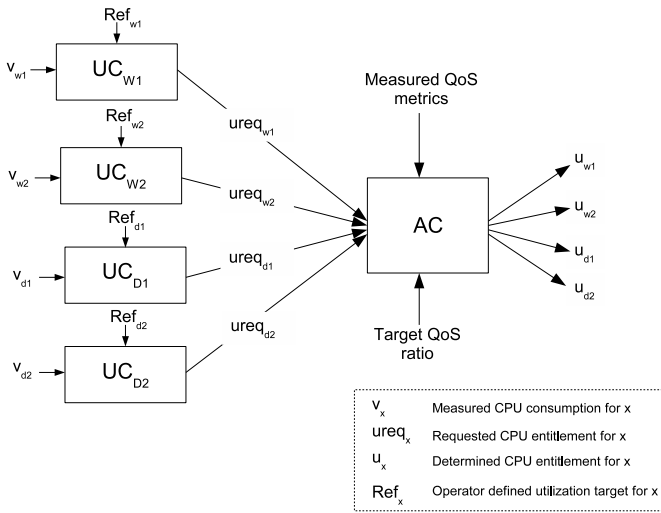 Ref_w1
v_w1
UC_W1
Ref_w2
v_w2
UC_W2
Ref_d1
v_d1
UC_D1
Ref_d2
v_d2
UC_D2
ureq_w1
ureq_w2
ureq_d1
ureq_d2
Measured QoS
metrics
AC
Target QoS
ratio
u_w1
u_w2
u_d1
u_d2
v_x Measured CPU consumption for x
ureq_x Requested CPU entitlement for x
u_x Determined CPU entitlement for x
Ref_x Operator defined utilization target for x